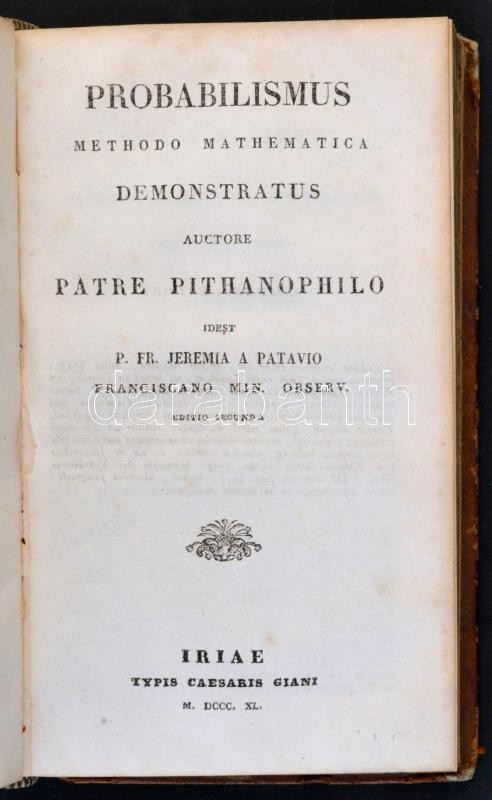 PROBABILISMUS
METHODO MATHEMATICA
DEMONSTRATUS
AUCTORE
PATRE PITHANOPHILO
IDEST
P. FR. JEREMIA A PATAVIO
FRANCISCANO MIN. OBSERV.
darabanth
EDITIO SECUNDA
IRIAE
TYPIS CAESARIS GIANI
M. DCCC. XL.